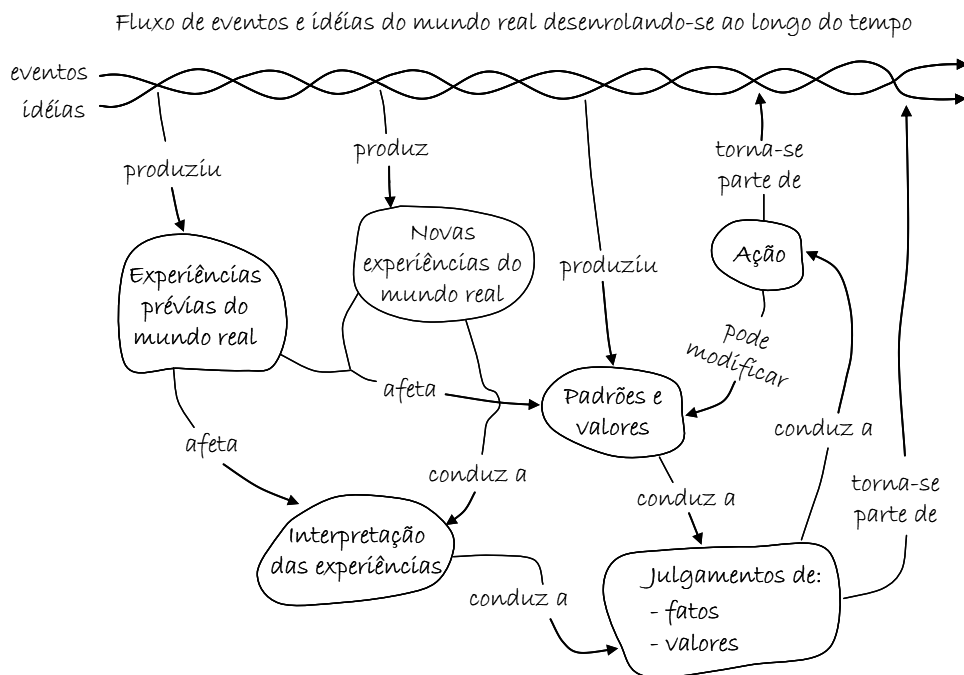 Fluxo de eventos e idéias do mundo real desenrolando-se ao longo do tempo
eventos
idéias
produziu
produz
torna-se
parte de
Novas
experiências do
mundo real
Ação
Experiências
prévias do
mundo real
produziu
pode
modificar
afeta
Padrões e
valores
afeta
conduz a
conduz a
conduz a
torna-se
parte de
Interpretação
das experiências
conduz a
Julgamentos de:
- fatos
- valores